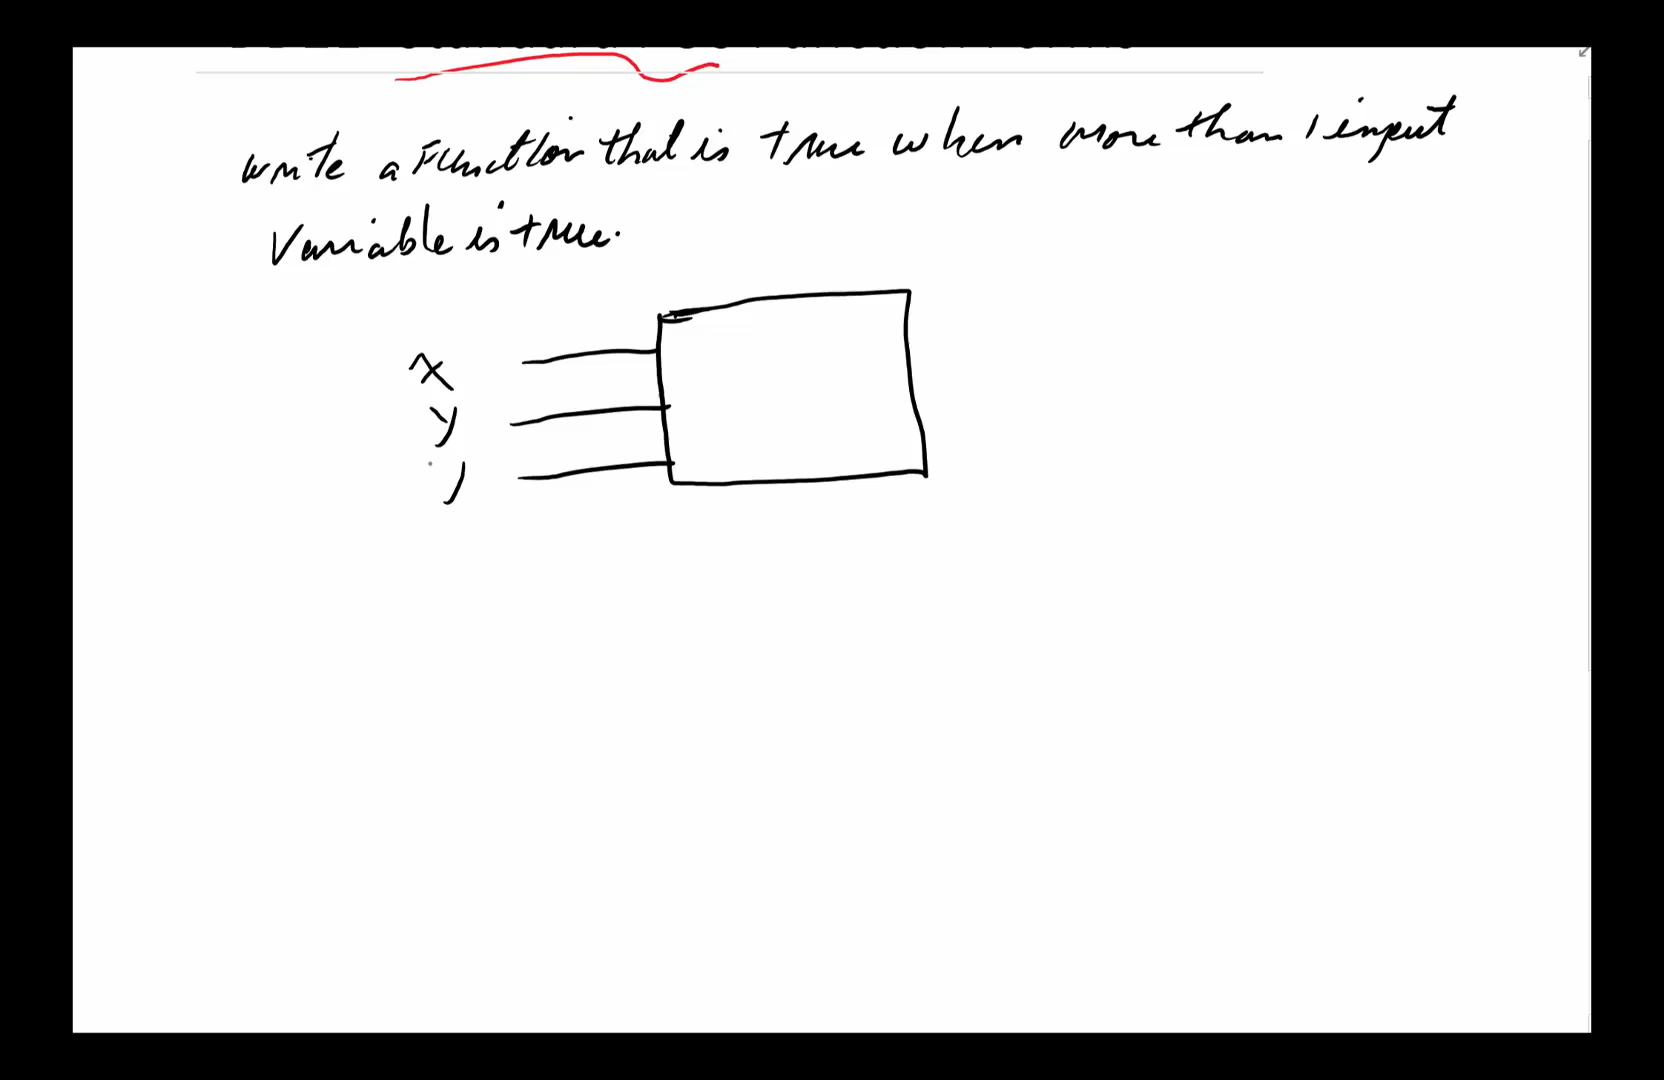 write a Function that is true when more than 1 input
Variable is true.
x
y